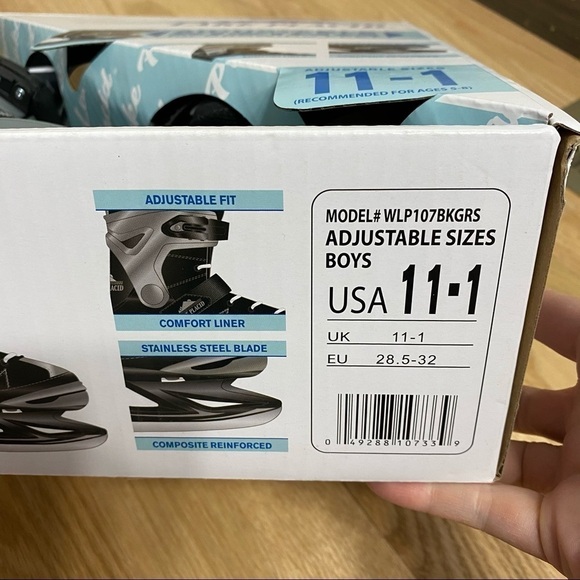 ADJUSTABLE SIZES
11-1
(RECOMMENDED FOR AGES 5-8)
ADJUSTABLE FIT
PLACID
COMFORT LINER
STAINLESS STEEL BLADE
COMPOSITE REINFORCED
MODEL# WLP107BKGRS
ADJUSTABLE SIZES
BOYS
USA 11-1
UK 11-1
EU 28.5-32
0 49288 10733 9